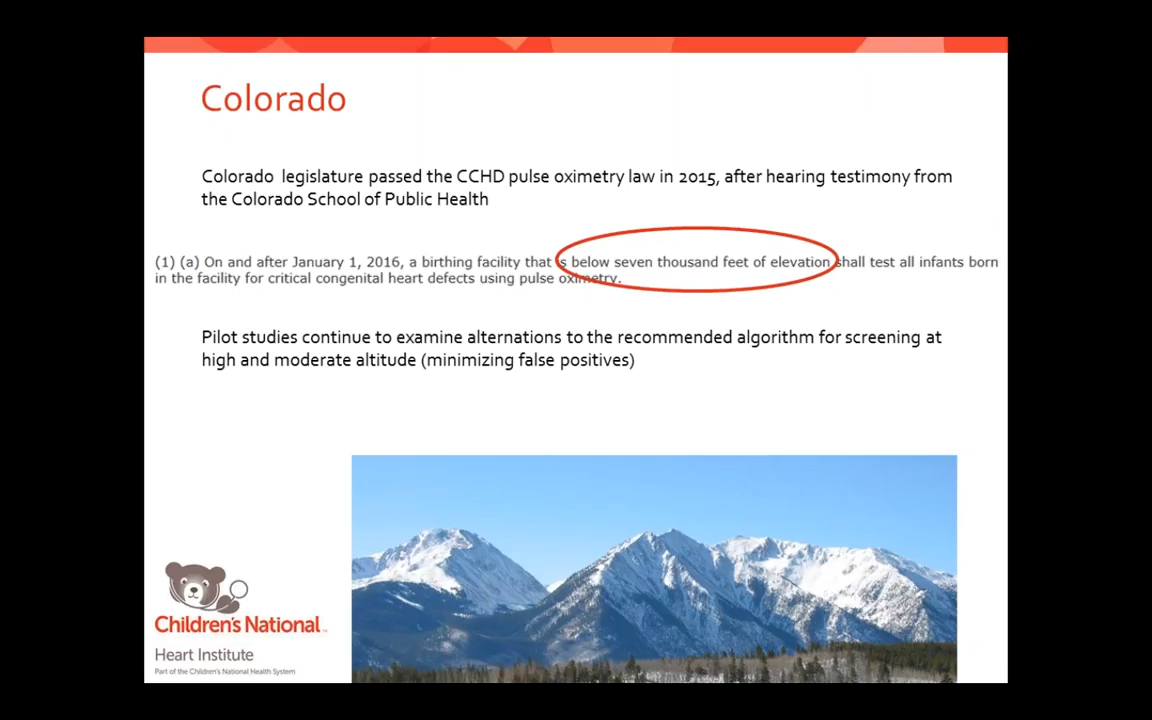 Colorado
Colorado legislature passed the CCHD pulse oximetry law in 2015, after hearing testimony from
the Colorado School of Public Health
(1) (a) On and after January 1, 2016, a birthing facility that is below seven thousand feet of elevation shall test all infants born
in the facility for critical congenital heart defects using pulse oximetry.
Pilot studies continue to examine alternations to the recommended algorithm for screening at
high and moderate altitude (minimizing false positives)
Children's National™
Heart Institute
Part of the Children's National Health System